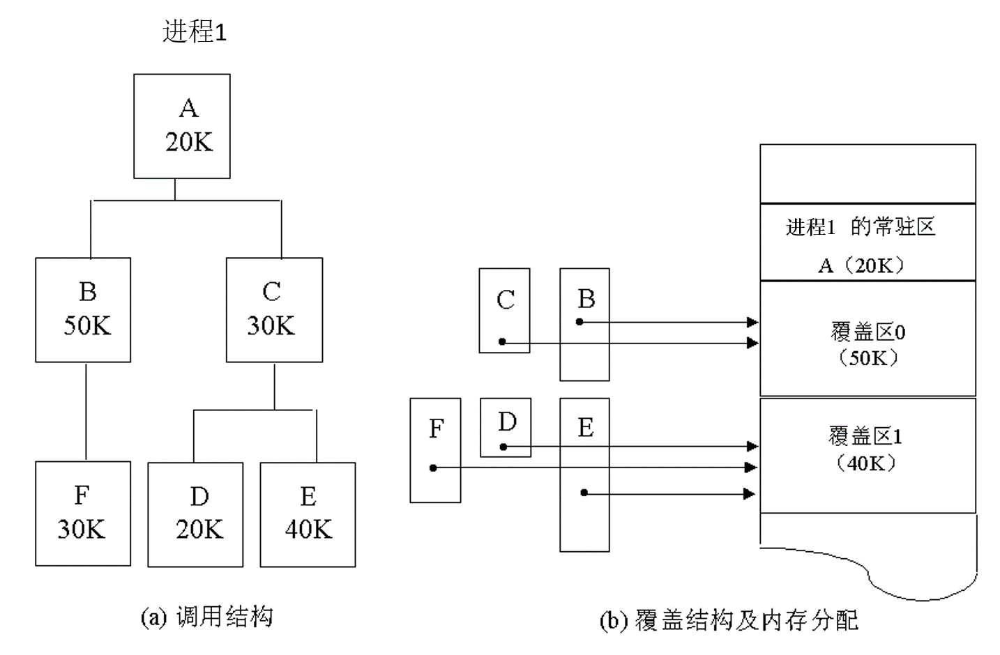 进程1
A
20K
B
50K
C
30K
F
30K
D
20K
E
40K
(a) 调用结构
C
B
F
D
E
进程1 的常驻区
A（20K）
覆盖区0
（50K）
覆盖区1
（40K）
(b) 覆盖结构及内存分配